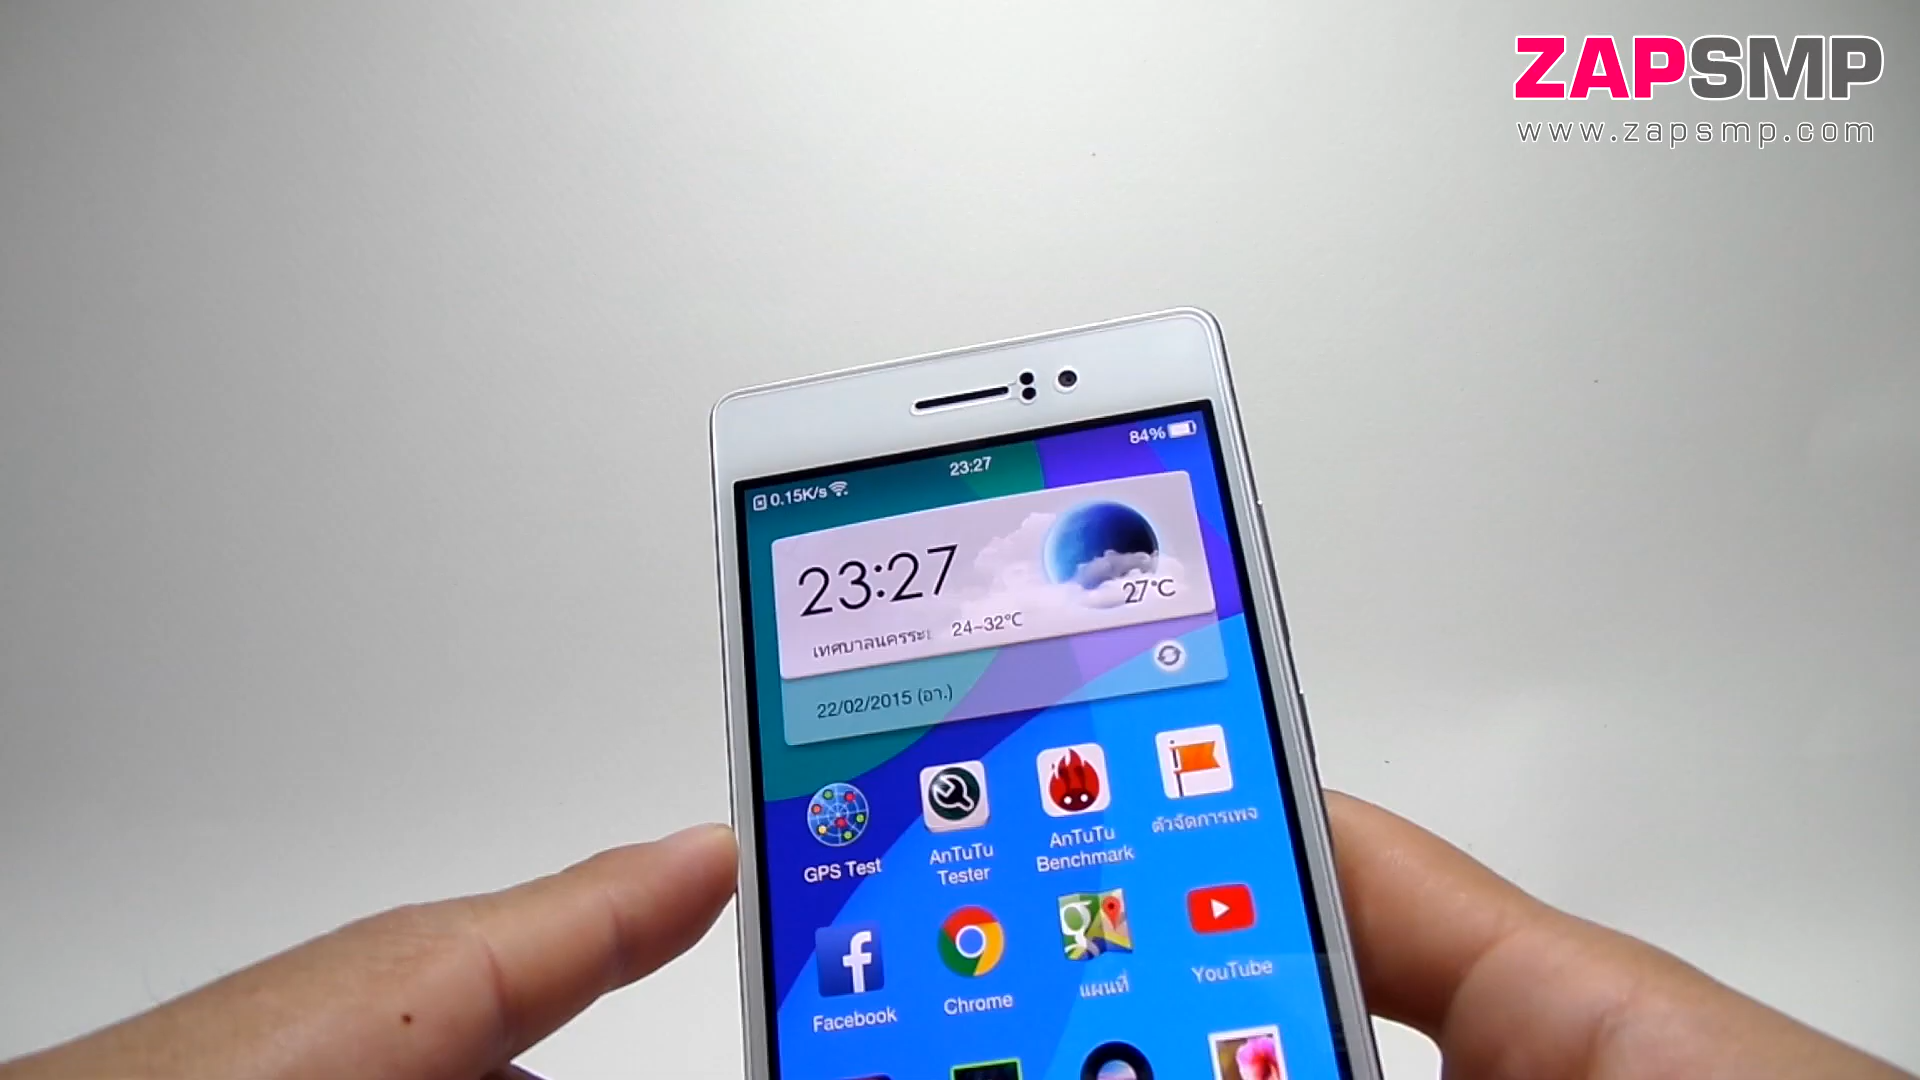 ZAPSMP
www.zapsmp.com
84%
23:27
0.15K/s
23:27
27°C
เทศบาลนครระ
24~32°C
22/02/2015 (อา.)
GPS Test
AnTuTu
Tester
AnTuTu
Benchmark
ตัวจัดการเพจ
Facebook
Chrome
แผนที่
YouTube